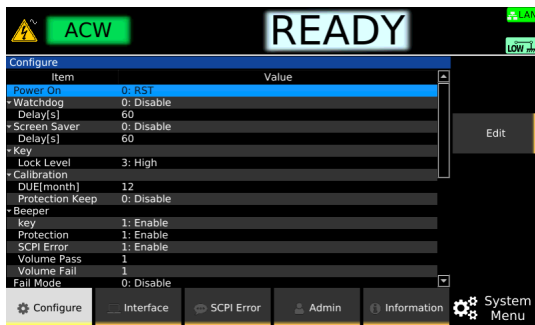 ACW
READY
LAN
LOW
Configure
Item Value
Power On 0: RST
Watchdog 0: Disable
Delay[s] 60
Screen Saver 0: Disable
Delay[s] 60
Key
Lock Level 3: High
Calibration
DUE[month] 12
Protection Keep 0: Disable
Beeper
key 1: Enable
Protection 1: Enable
SCPI Error 1: Enable
Volume Pass 1
Volume Fail 1
Fail Mode 0: Disable
Edit
Configure Interface SCPI Error Admin Information
System
Menu